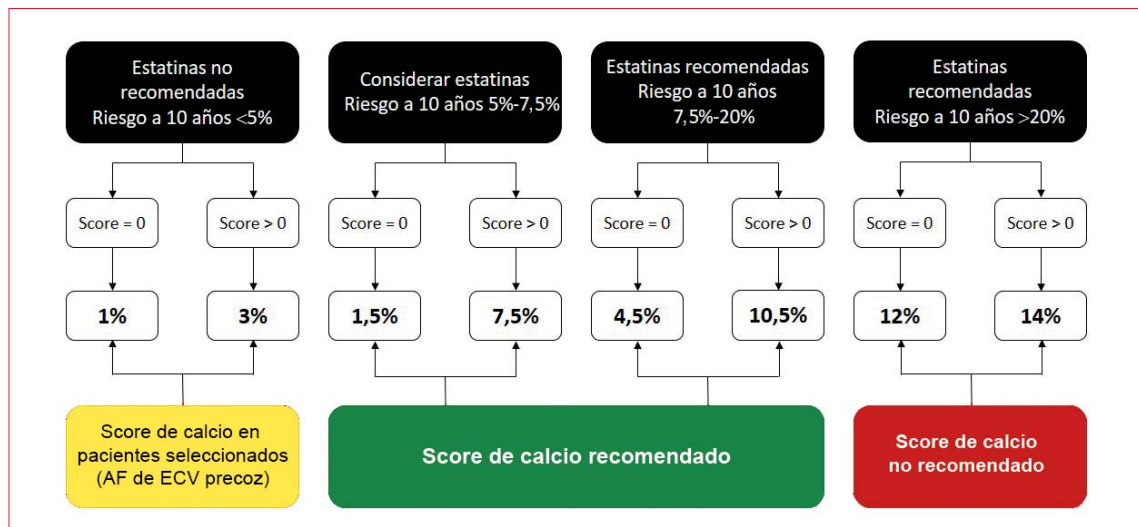 Estatinas no
recomendadas
Riesgo a 10 años <5%
Considerar estatinas
Riesgo a 10 años 5%-7,5%
Estatinas recomendadas
Riesgo a 10 años
7,5%-20%
Estatinas
recomendadas
Riesgo a 10 años >20%
Score = 0
Score > 0
Score = 0
Score > 0
Score = 0
Score > 0
Score = 0
Score > 0
1%
3%
1,5%
7,5%
4,5%
10,5%
12%
14%
Score de calcio en
pacientes seleccionados
(AF de ECV precoz)
Score de calcio recomendado
Score de calcio
no recomendado